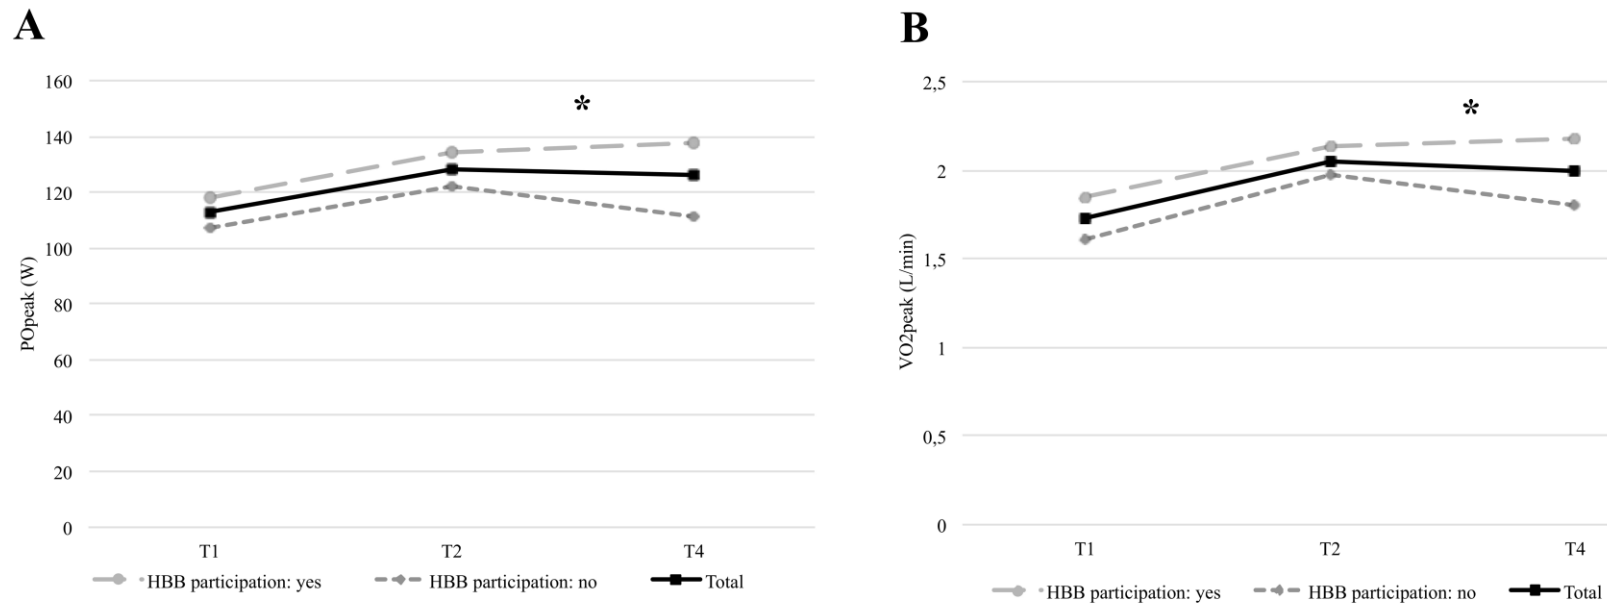 A
160
140
120
100
80
60
40
20
0
POpeak (W)
*
T1 T2 T4
HBB participation: yes HBB participation: no Total
B
2,5
2
1,5
1
0,5
0
VO2peak (L/min)
*
T1 T2 T4
HBB participation: yes HBB participation: no Total